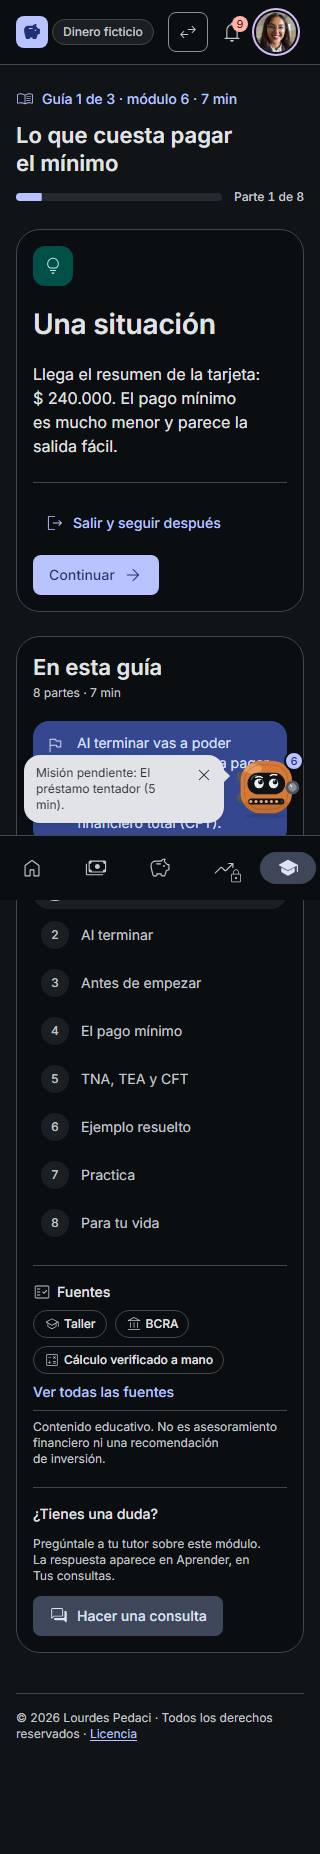 Dinero ficticio
9
Guía 1 de 3 · módulo 6 · 7 min
Lo que cuesta pagar
el mínimo
Parte 1 de 8
Una situación
Llega el resumen de la tarjeta:
$ 240.000. El pago mínimo
es mucho menor y parece la
salida fácil.
Salir y seguir después
Continuar
En esta guía
8 partes · 7 min
Al terminar vas a poder
pagar
6
Misión pendiente: El
préstamo tentador (5
min).
financiero total (CFT).
2 Al terminar
3 Antes de empezar
4 El pago mínimo
5 TNA, TEA y CFT
6 Ejemplo resuelto
7 Practica
8 Para tu vida
Fuentes
Taller
BCRA
Cálculo verificado a mano
Ver todas las fuentes
Contenido educativo. No es asesoramiento
financiero ni una recomendación
de inversión.
¿Tienes una duda?
Pregúntale a tu tutor sobre este módulo.
La respuesta aparece en Aprender, en
Tus consultas.
Hacer una consulta
© 2026 Lourdes Pedaci · Todos los derechos
reservados · Licencia